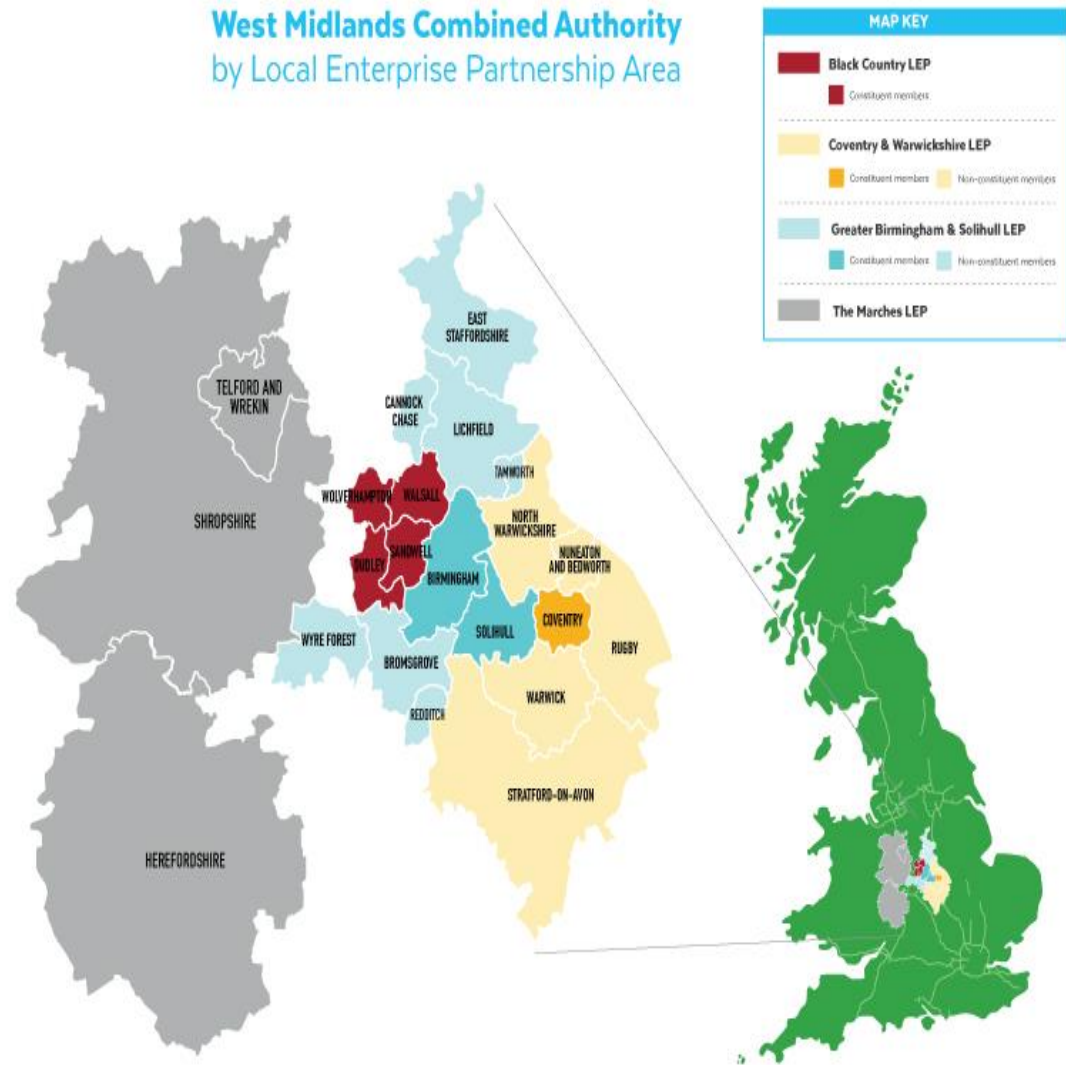 West Midlands Combined Authority
by Local Enterprise Partnership Area
MAP KEY
Black Country LEP
Constituent members
Coventry & Warwickshire LEP
Constituent members Non-constituent members
Greater Birmingham & Solihull LEP
Constituent members Non-constituent members
The Marches LEP
EAST
STAFFORDSHIRE
TELFORD AND
WREKIN
CANNOCK
CHASE
LICHFIELD
TAMWORTH
WOLVERHAMPTON
WALSALL
SHROPSHIRE
NORTH
WARWICKSHIRE
SANDWELL
DUDLEY
NUNEATON
AND BEDWORTH
BIRMINGHAM
COVENTRY
SOLIHULL
WYRE FOREST
RUGBY
BROMSGROVE
WARWICK
REDDITCH
STRATFORD-ON-AVON
HEREFORDSHIRE